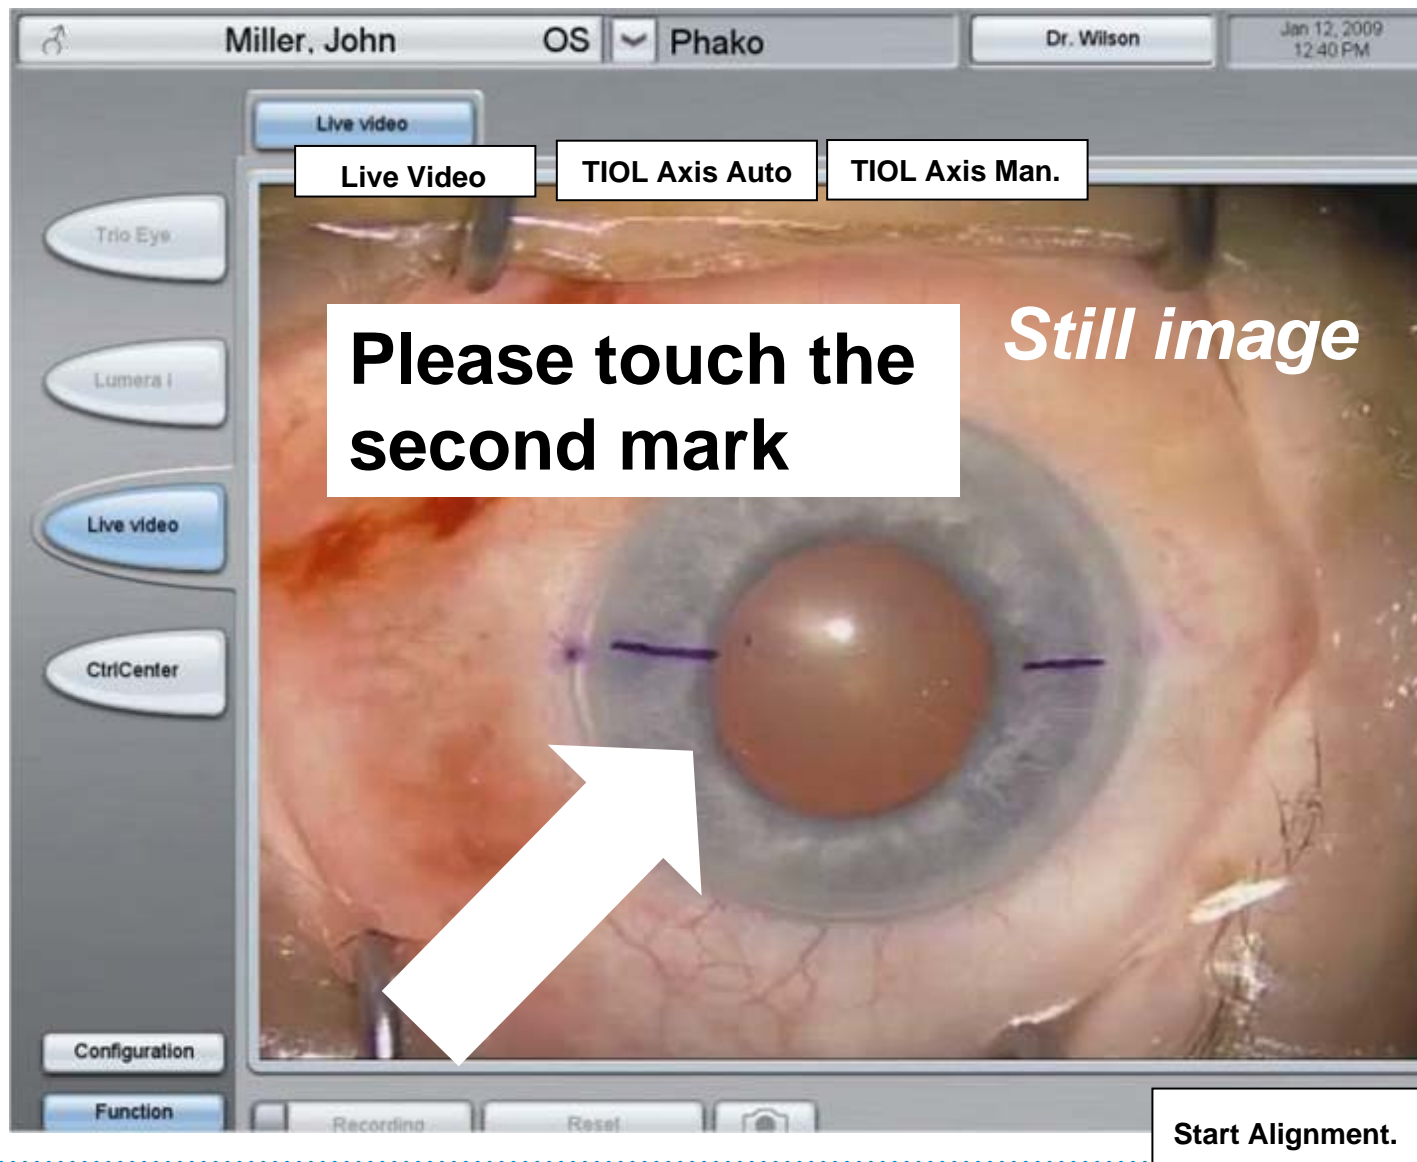 Miller, John OS Phako Dr. Wilson Jan 12, 2009
12:40 PM
Live video
Live Video TIOL Axis Auto TIOL Axis Man.
Trio Eye
Still image
Please touch the
second mark
Lumera i
Live video
CtrlCenter
Configuration
Function
Recording Reset
Start Alignment.